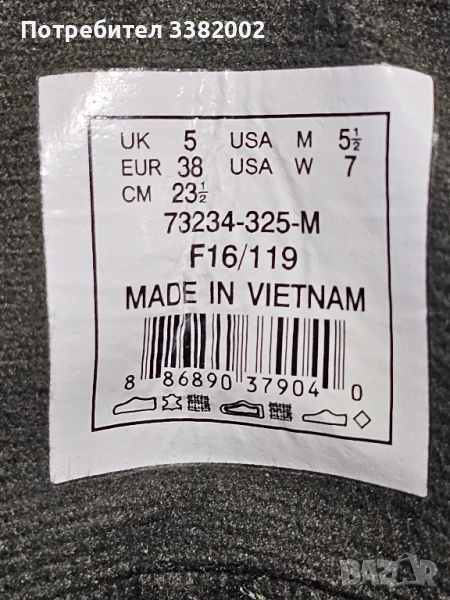 Потребител 3382002
UK 5 USA M 5½
EUR 38 USA W 7
CM 23½
73234-325-M
F16/119
MADE IN VIETNAM
8 86890 37904 0
BAZAR